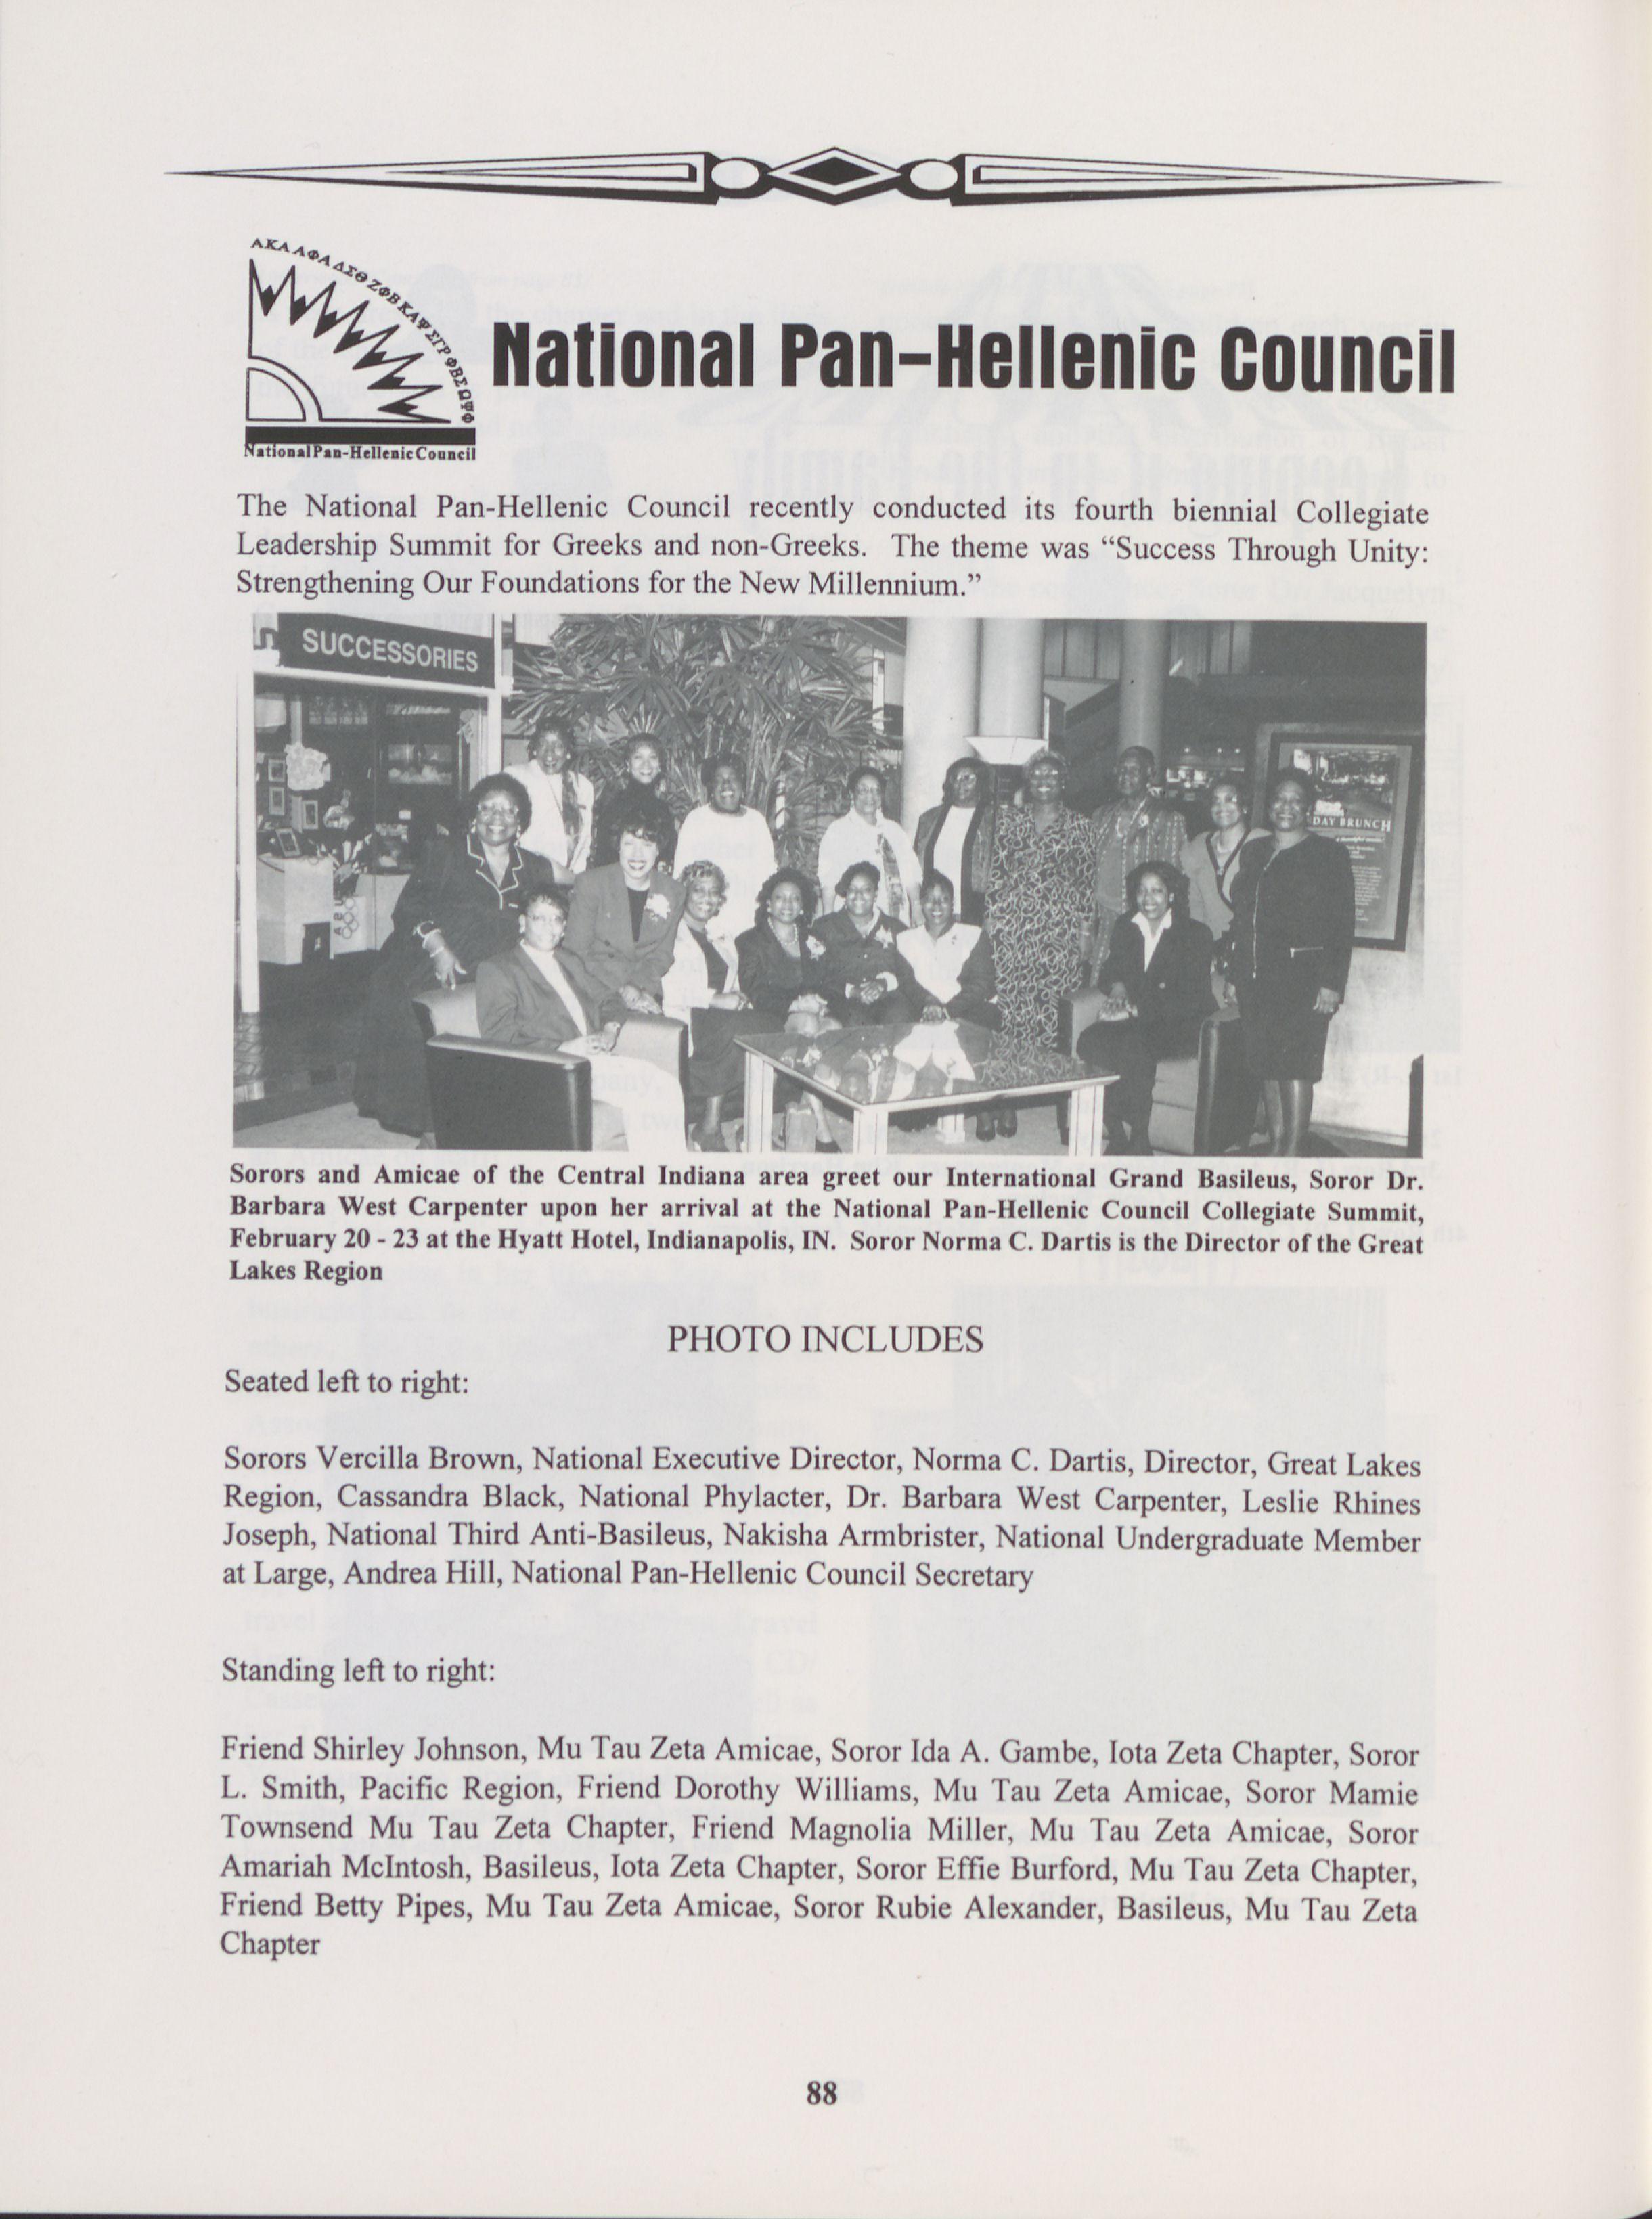 ΑΚΑ ΑΦΑ ΔΣΘ ΖΦΒ ΚΑΨ ΣΓΡ ΦΒΣ ΩΨΦ
National Pan-Hellenic Council
National Pan-Hellenic Council
The National Pan-Hellenic Council recently conducted its fourth biennial Collegiate
Leadership Summit for Greeks and non-Greeks. The theme was “Success Through Unity:
Strengthening Our Foundations for the New Millennium.”
SUCCESSORIES
DAY BRUNCH
Sorors and Amicae of the Central Indiana area greet our International Grand Basileus, Soror Dr.
Barbara West Carpenter upon her arrival at the National Pan-Hellenic Council Collegiate Summit,
February 20 - 23 at the Hyatt Hotel, Indianapolis, IN. Soror Norma C. Dartis is the Director of the Great
Lakes Region
PHOTO INCLUDES
Seated left to right:
Sorors Vercilla Brown, National Executive Director, Norma C. Dartis, Director, Great Lakes
Region, Cassandra Black, National Phylacter, Dr. Barbara West Carpenter, Leslie Rhines
Joseph, National Third Anti-Basileus, Nakisha Armbrister, National Undergraduate Member
at Large, Andrea Hill, National Pan-Hellenic Council Secretary
Standing left to right:
Friend Shirley Johnson, Mu Tau Zeta Amicae, Soror Ida A. Gambe, Iota Zeta Chapter, Soror
L. Smith, Pacific Region, Friend Dorothy Williams, Mu Tau Zeta Amicae, Soror Mamie
Townsend Mu Tau Zeta Chapter, Friend Magnolia Miller, Mu Tau Zeta Amicae, Soror
Amariah McIntosh, Basileus, Iota Zeta Chapter, Soror Effie Burford, Mu Tau Zeta Chapter,
Friend Betty Pipes, Mu Tau Zeta Amicae, Soror Rubie Alexander, Basileus, Mu Tau Zeta
Chapter
88